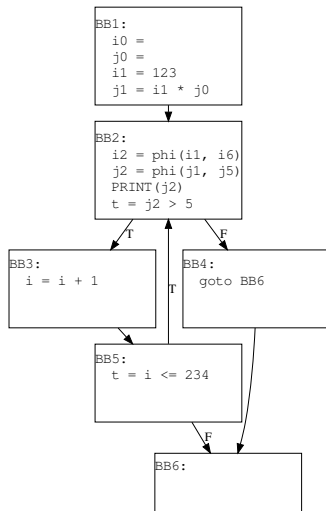 BB1:
i0 =
j0 =
i1 = 123
j1 = i1 * j0
BB2:
i2 = phi(i1, i6)
j2 = phi(j1, j5)
PRINT(j2)
t = j2 > 5
T
F
BB3:
i = i + 1
BB4:
goto BB6
T
BB5:
t = i <= 234
F
BB6: